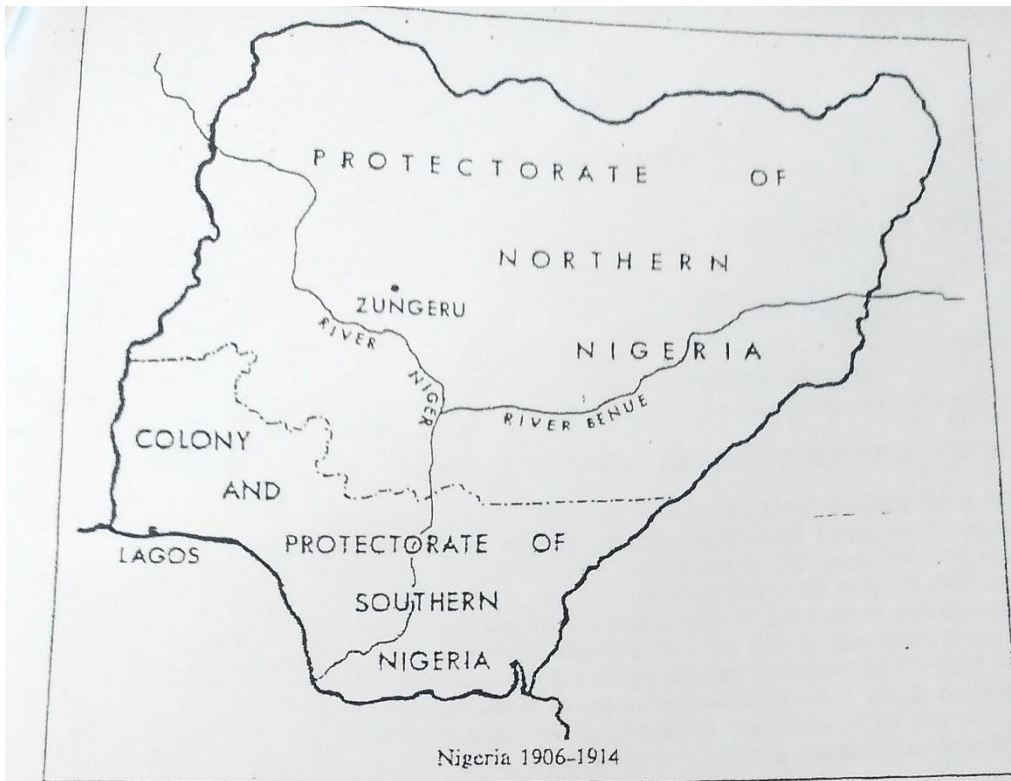 PROTECTORATE OF
NORTHERN
NIGERIA
ZUNGERU
RIVER NIGER
RIVER BENUE
COLONY
AND
PROTECTORATE OF
SOUTHERN
NIGERIA
LAGOS
Nigeria 1906-1914